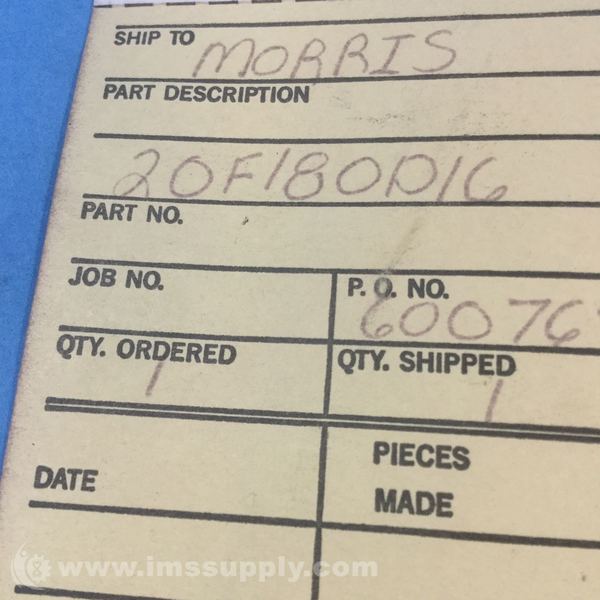 SHIP TO MORRIS
PART DESCRIPTION
20F180D16
PART NO.
JOB NO. P. O. NO.
60076
QTY. ORDERED QTY. SHIPPED
1 1
DATE PIECES
MADE
www.imssupply.com